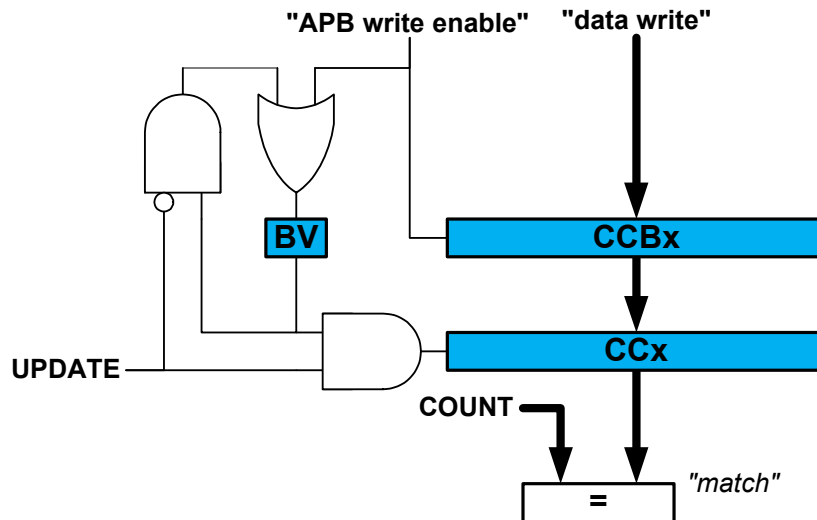 "APB write enable" "data write"
BV
CCBx
CCx
UPDATE
COUNT
"match"
=